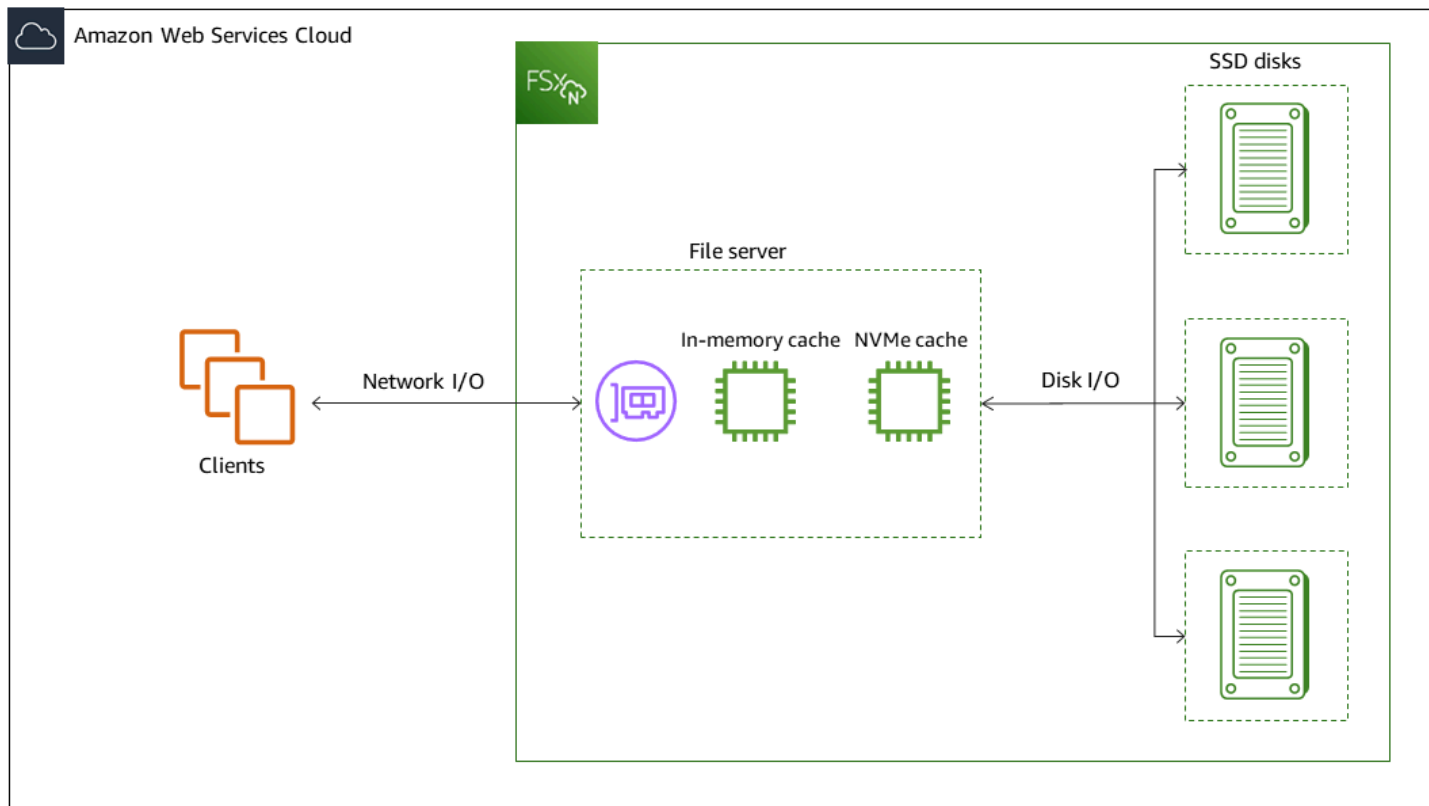 Amazon Web Services Cloud
FSx
N
SSD disks
File server
In-memory cache
NVMe cache
Network I/O
Disk I/O
Clients